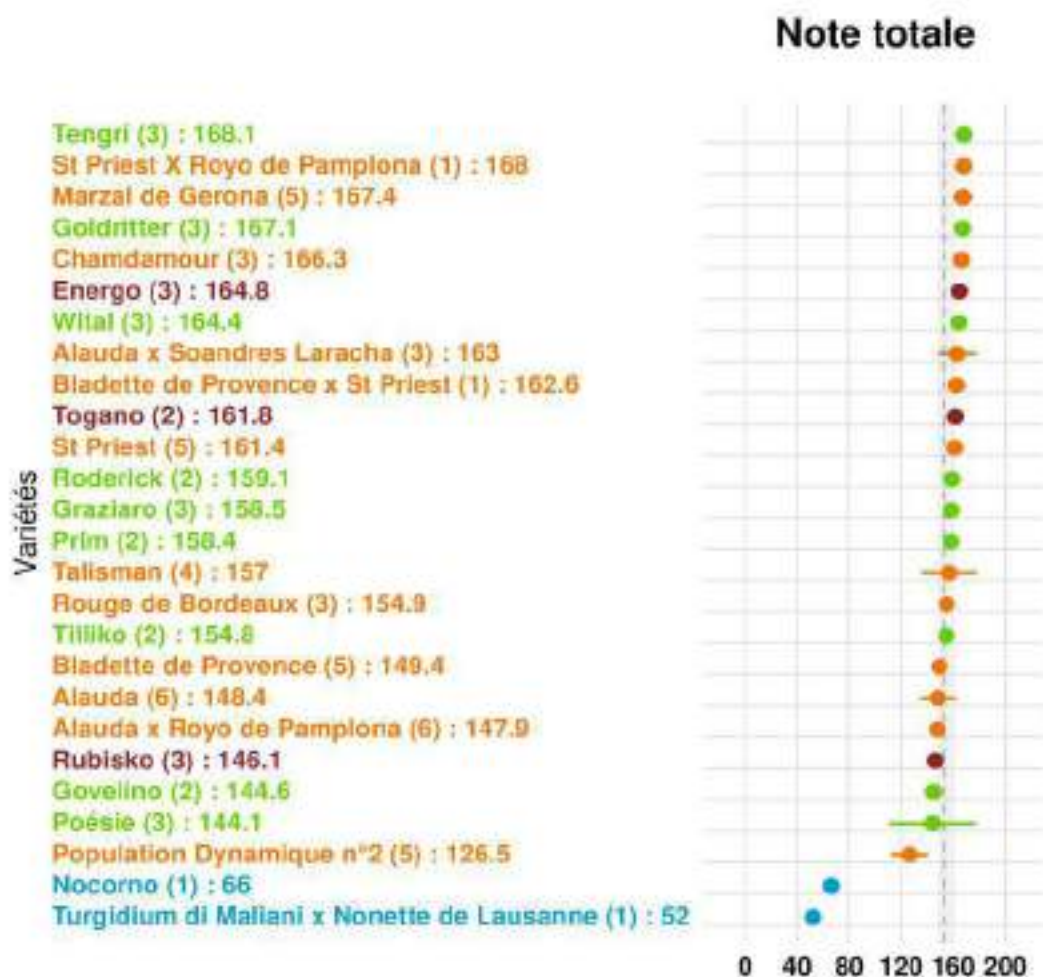 Note totale
Tengri (3) : 168.1
St Priest X Royo de Pamplona (1) : 168
Marzal de Gerona (5) : 167.4
Goldritter (3) : 167.1
Chamdamour (3) : 166.3
Energo (3) : 164.8
Wital (3) : 164.4
Alauda x Soandres Laracha (3) : 163
Bladette de Provence x St Priest (1) : 162.6
Togano (2) : 161.8
St Priest (5) : 161.4
Roderick (2) : 159.1
Graziaro (3) : 158.5
Prim (2) : 158.4
Talisman (4) : 157
Rouge de Bordeaux (3) : 154.9
Tilliko (2) : 154.8
Bladette de Provence (5) : 149.4
Alauda (6) : 148.4
Alauda x Royo de Pamplona (6) : 147.9
Rubisko (3) : 146.1
Govelino (2) : 144.6
Poésie (3) : 144.1
Population Dynamique n°2 (5) : 126.5
Nocorno (1) : 66
Turgidium di Maliani x Nonette de Lausanne (1) : 52
Variétés
0 40 80 120 160 200